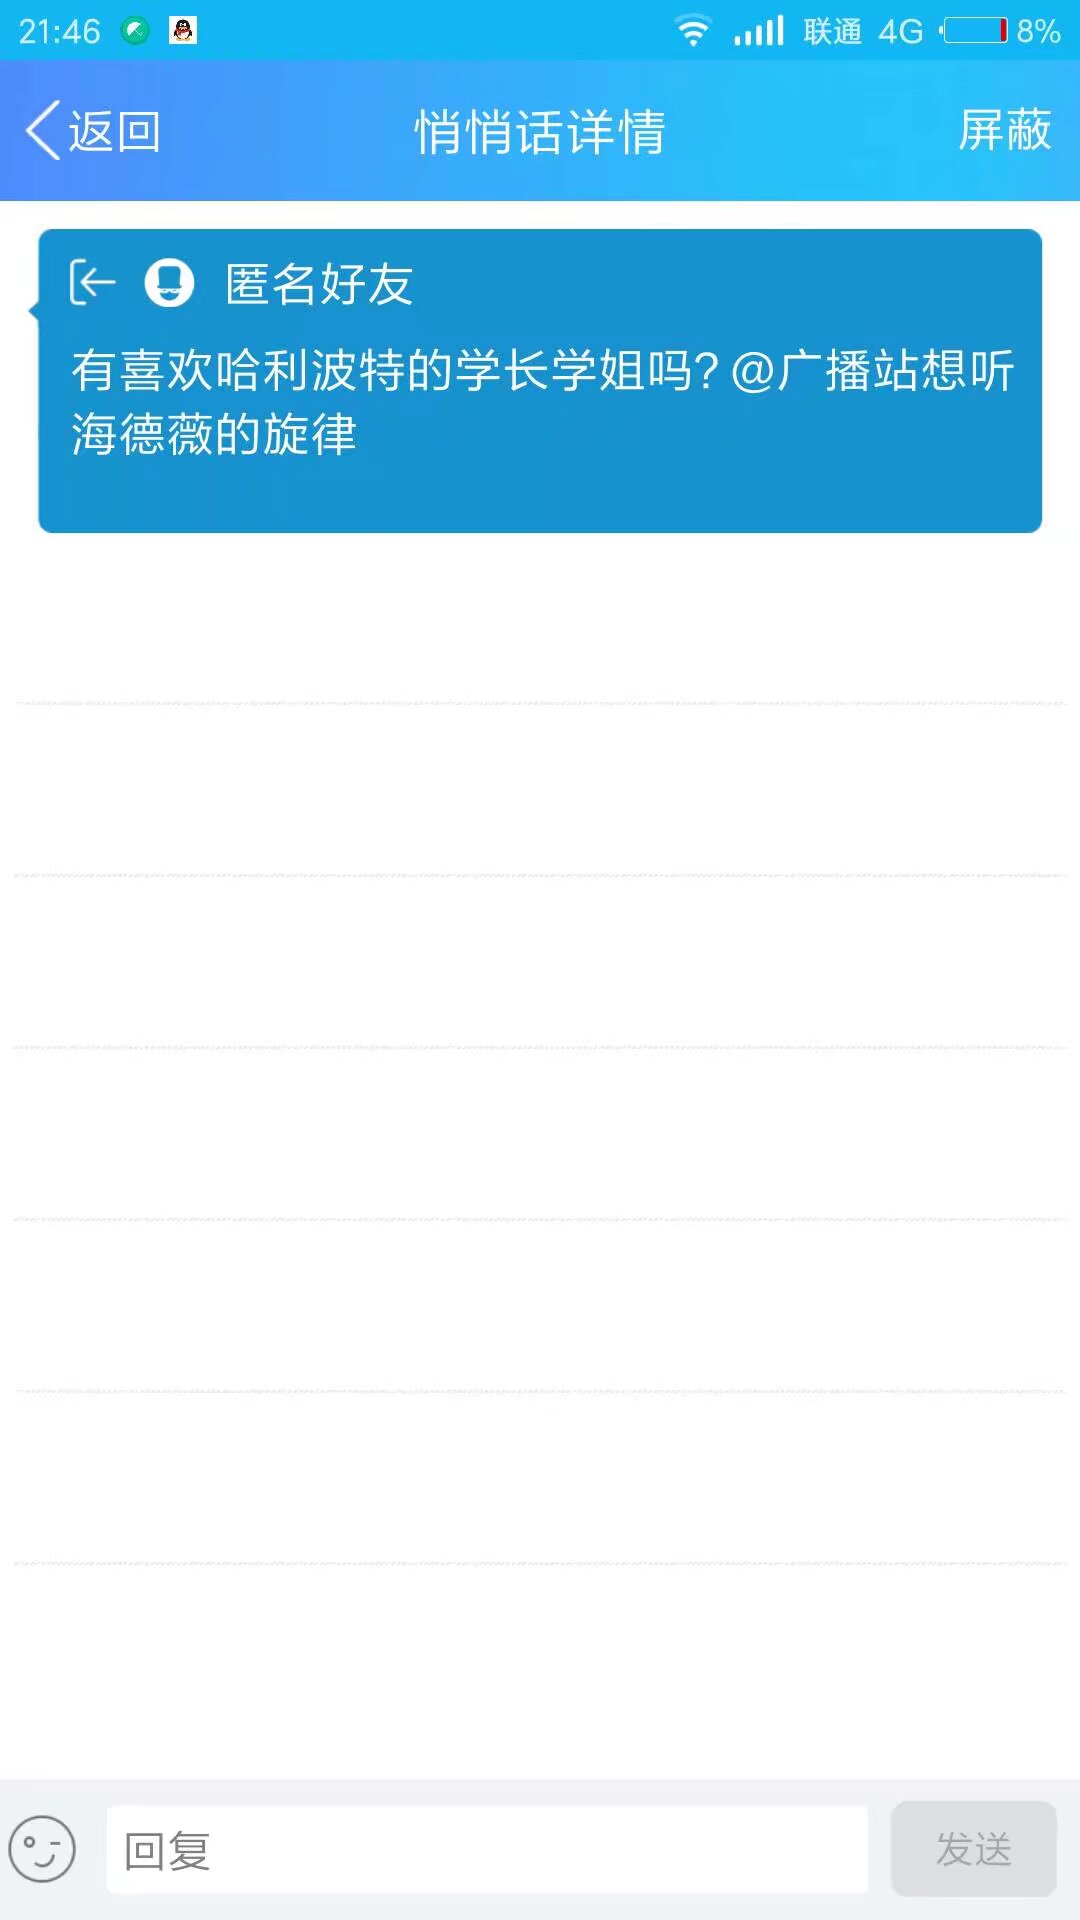 21:46 联通 4G 8%
返回 悄悄话详情 屏蔽
匿名好友
有喜欢哈利波特的学长学姐吗？@广播站想听
海德薇的旋律
回复 发送